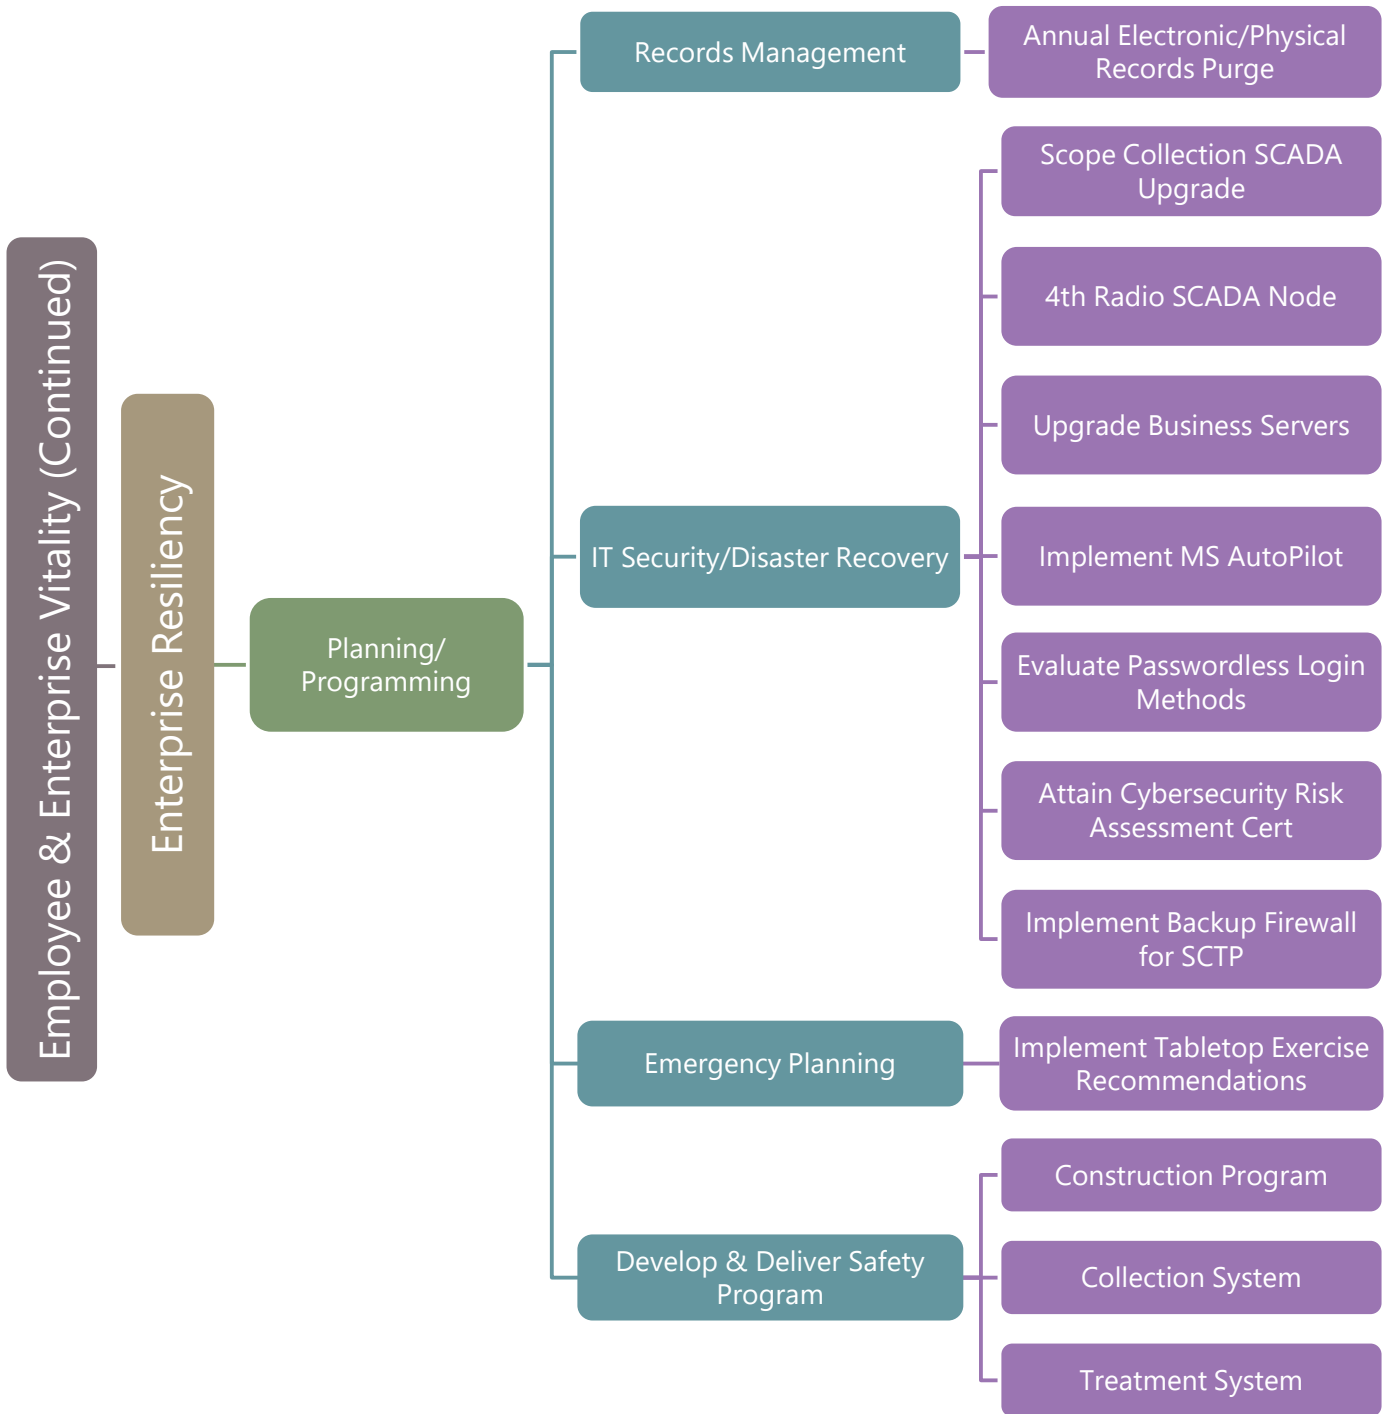 Employee & Enterprise Vitality (Continued)
Enterprise Resiliency
Planning/
Programming
Records Management
Annual Electronic/Physical
Records Purge
IT Security/Disaster Recovery
Scope Collection SCADA
Upgrade
4th Radio SCADA Node
Upgrade Business Servers
Implement MS AutoPilot
Evaluate Passwordless Login
Methods
Attain Cybersecurity Risk
Assessment Cert
Implement Backup Firewall
for SCTP
Emergency Planning
Implement Tabletop Exercise
Recommendations
Develop & Deliver Safety
Program
Construction Program
Collection System
Treatment System